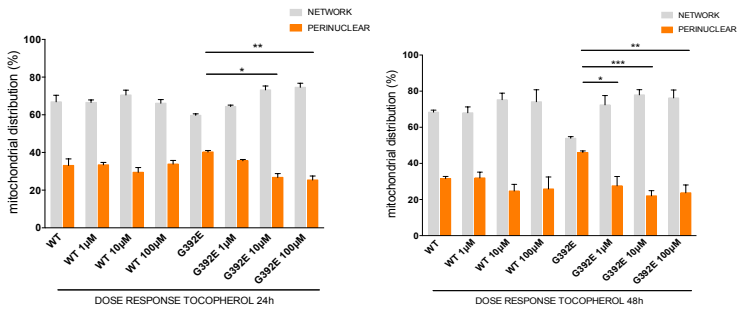 NETWORK
PERINUCLEAR
mitochondrial distribution (%)
100
80
60
40
20
0
*
**
WT
WT 1µM
WT 10µM
WT 100µM
G392E
G392E 1µM
G392E 10µM
G392E 100µM
DOSE RESPONSE TOCOPHEROL 24h
NETWORK
PERINUCLEAR
mitochondrial distribution (%)
100
80
60
40
20
0
**
***
*
WT
WT 1µM
WT 10µM
WT 100µM
G392E
G392E 1µM
G392E 10µM
G392E 100µM
DOSE RESPONSE TOCOPHEROL 48h